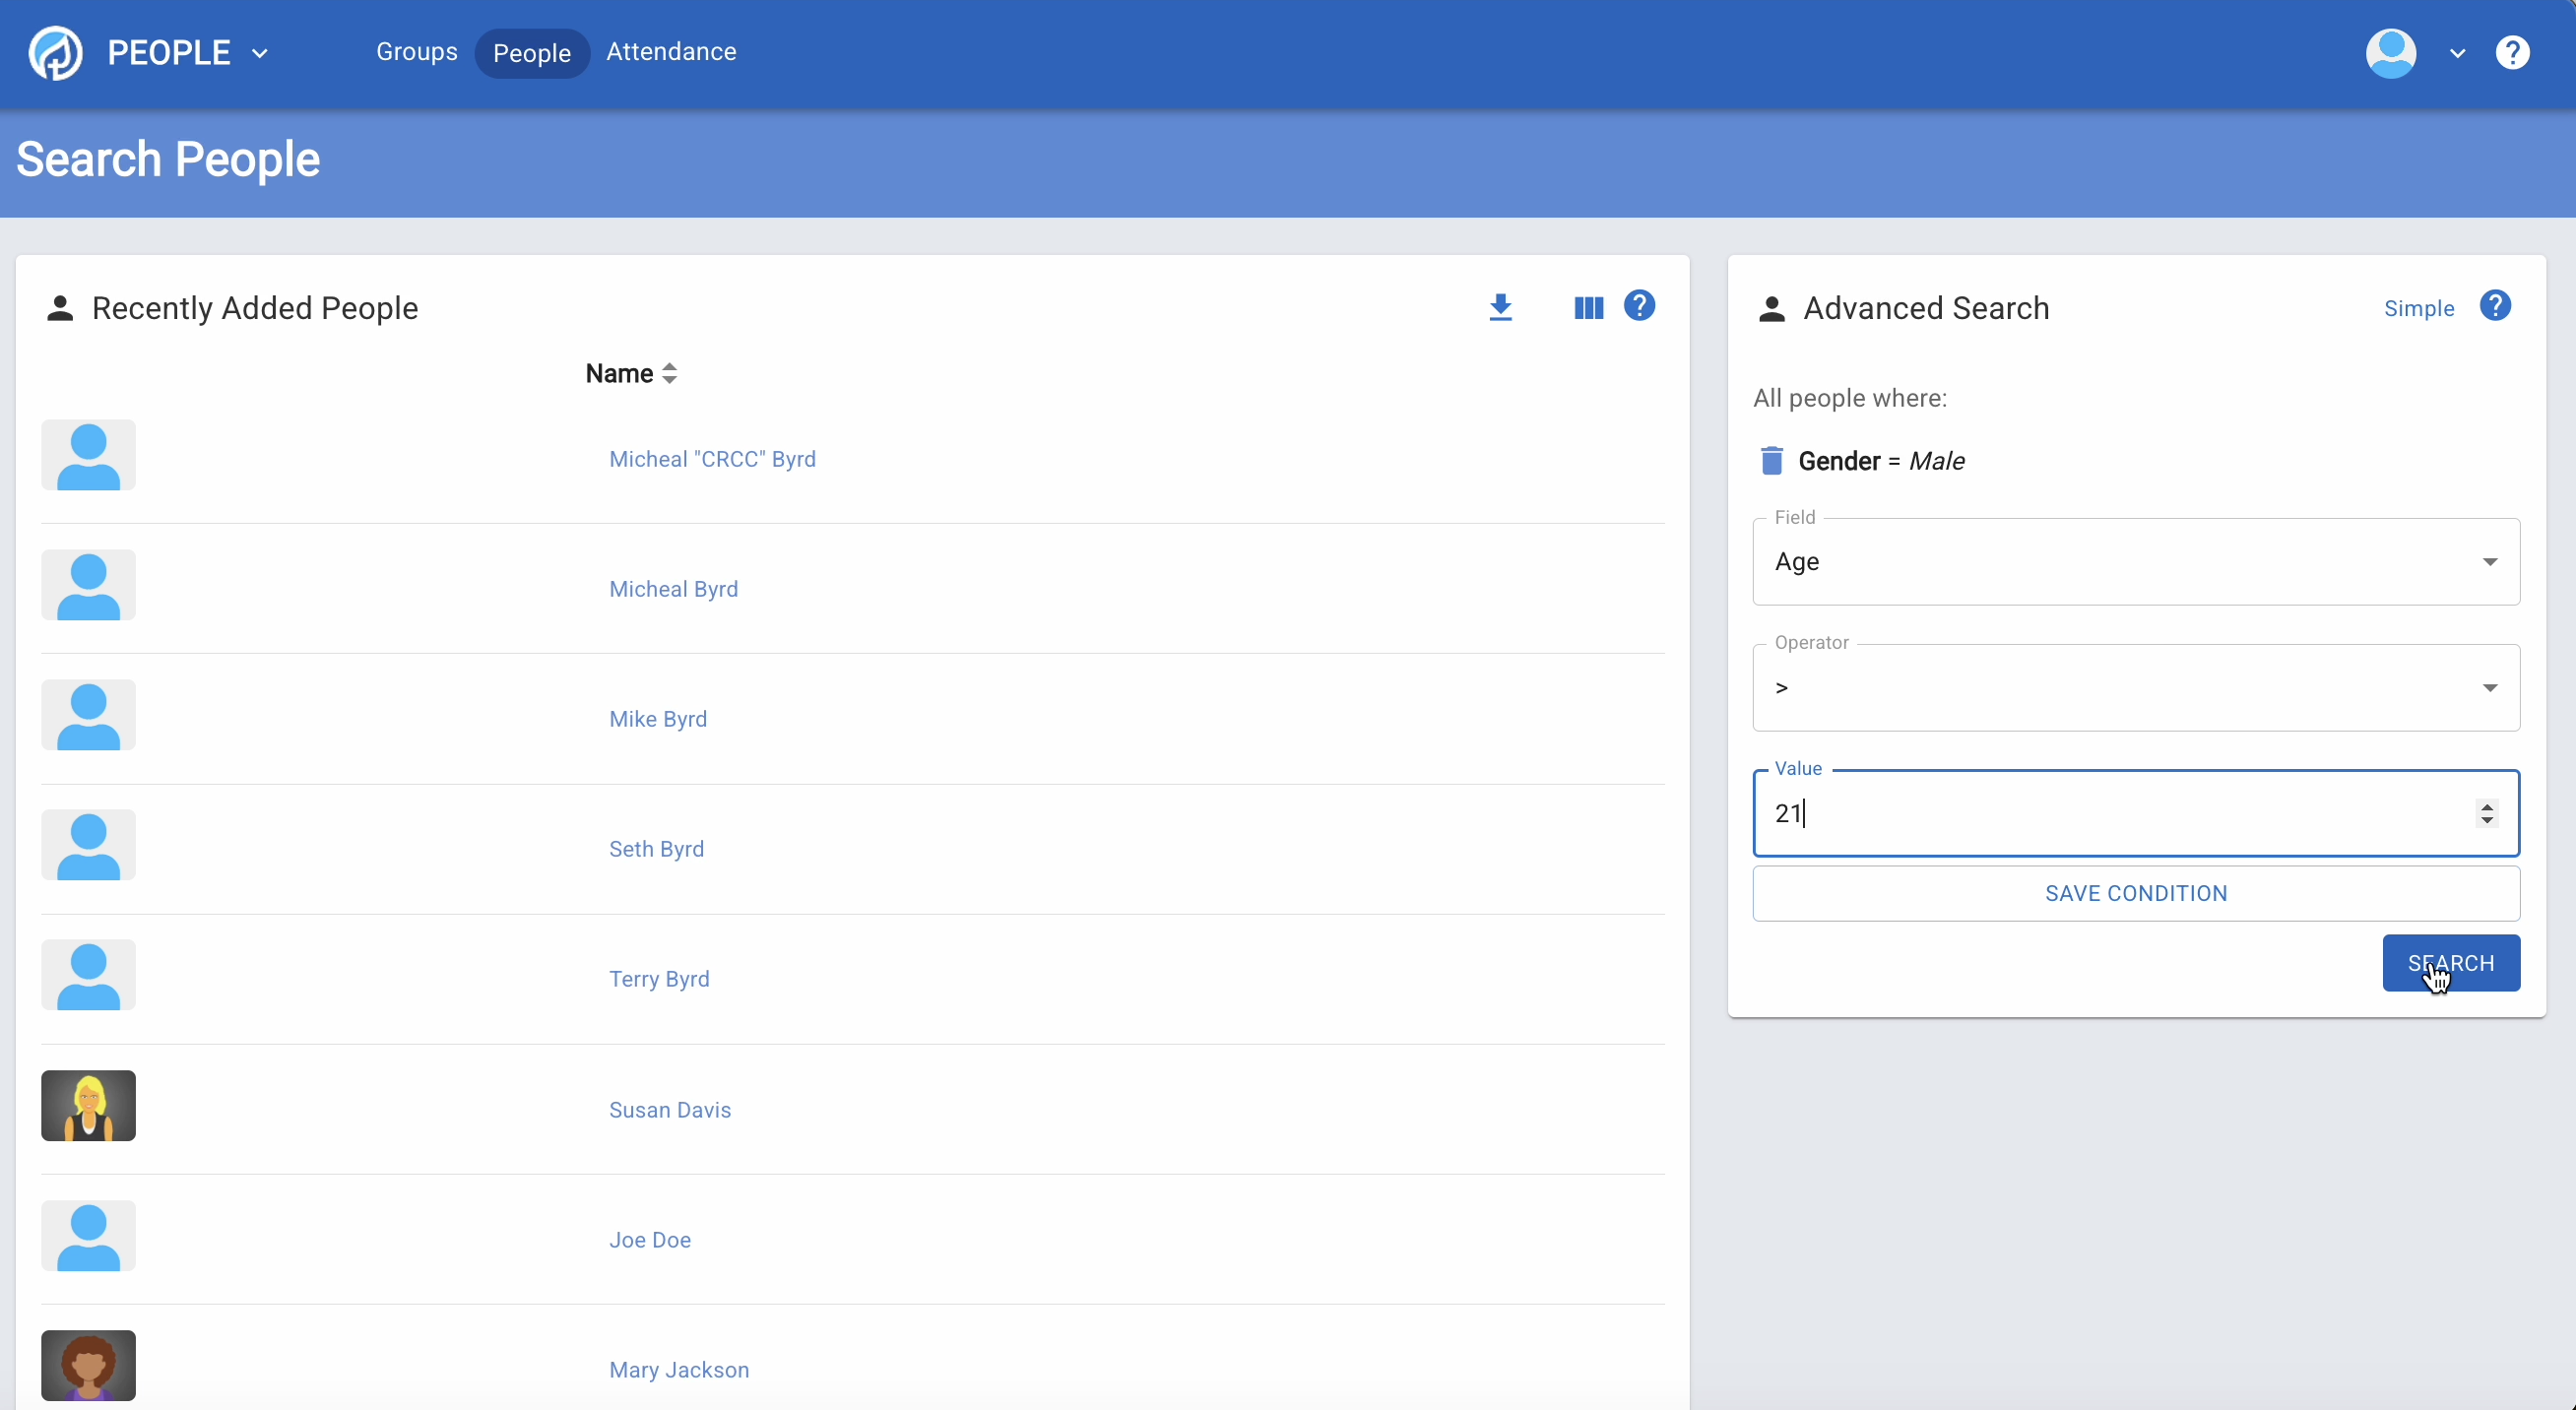 PEOPLE Groups People Attendance
Search People
Recently Added People
Name
Micheal "CRCC" Byrd
Micheal Byrd
Mike Byrd
Seth Byrd
Terry Byrd
Susan Davis
Joe Doe
Mary Jackson
Advanced Search Simple
All people where:
Gender = Male
Field
Age
Operator
>
Value
21
SAVE CONDITION
SEARCH